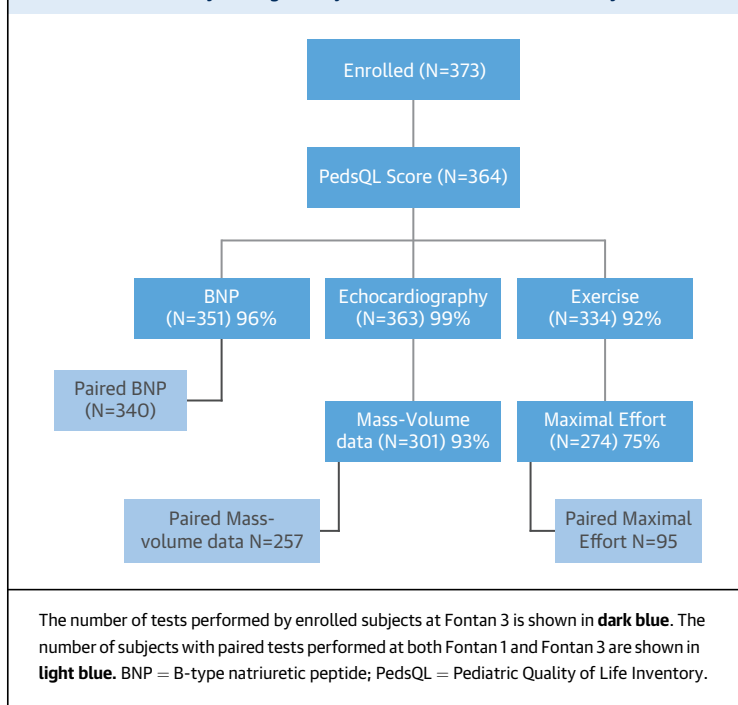 Enrolled (N=373)
PedsQL Score (N=364)
BNP
(N=351) 96%
Echocardiography
(N=363) 99%
Exercise
(N=334) 92%
Paired BNP
(N=340)
Mass-Volume
data (N=301) 93%
Maximal Effort
(N=274) 75%
Paired Mass-
volume data N=257
Paired Maximal
Effort N=95
The number of tests performed by enrolled subjects at Fontan 3 is shown in dark blue. The
number of subjects with paired tests performed at both Fontan 1 and Fontan 3 are shown in
light blue. BNP = B-type natriuretic peptide; PedsQL = Pediatric Quality of Life Inventory.